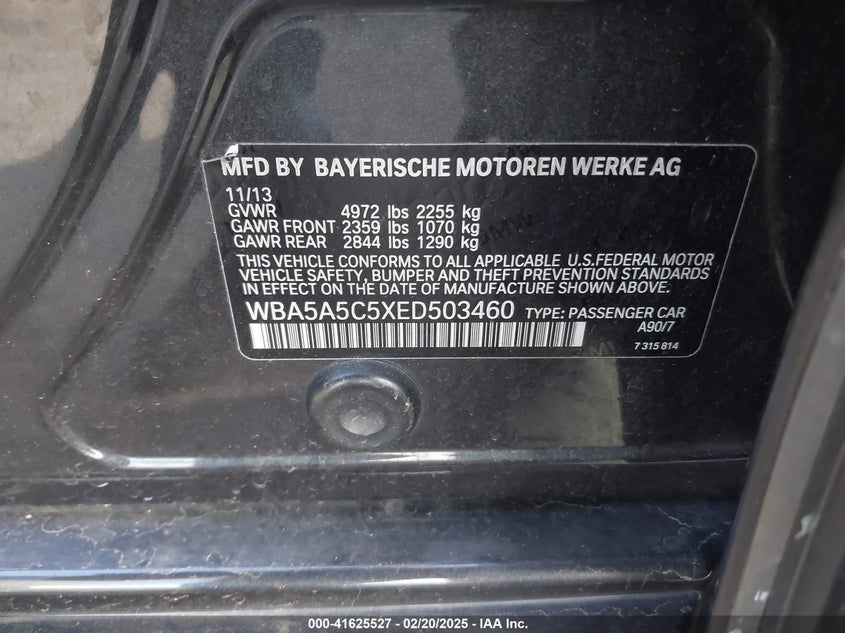 MFD BY BAYERISCHE MOTOREN WERKE AG
11/13
GVWR 4972 lbs 2255 kg
GAWR FRONT 2359 lbs 1070 kg
GAWR REAR 2844 lbs 1290 kg
THIS VEHICLE CONFORMS TO ALL APPLICABLE U.S.FEDERAL MOTOR
VEHICLE SAFETY, BUMPER AND THEFT PREVENTION STANDARDS
IN EFFECT ON THE DATE OF MANUFACTURE SHOWN ABOVE.
WBA5A5C5XED503460 TYPE: PASSENGER CAR
A90/7
7 315 814
000-41625527 - 02/20/2025 - IAA Inc.